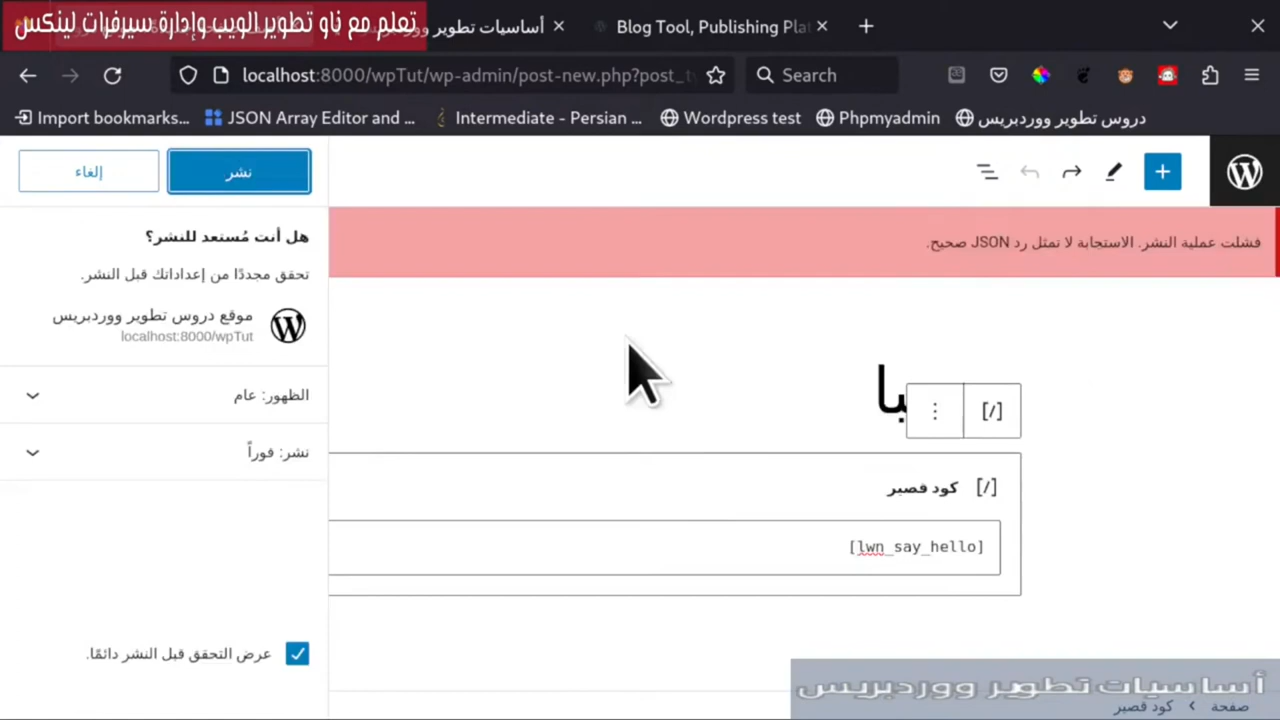 تعلم مع ناو تطوير الويب وإدارة سيرفرات لينكس
أساسيات تطوير ووردبريس
Blog Tool, Publishing Pla
localhost:8000/wpTut/wp-admin/post-new.php?post_t
Search
Import bookmarks...
JSON Array Editor and ...
Intermediate - Persian ...
Wordpress test
Phpmyadmin
دروس تطوير ووردبريس
نشر
إلغاء
فشلت عملية النشر. الاستجابة لا تمثل رد JSON صحيح.
هل أنت مُستعد للنشر؟
تحقق مجددًا من إعداداتك قبل النشر.
موقع دروس تطوير ووردبريس
localhost:8000/wpTut
الظهور: عام
نشر: فوراً
[/]
[/] كود قصير
[lwn_say_hello]
عرض التحقق قبل النشر دائمًا.
أساسيات تطوير ووردبريس
صفحة
كود قصير